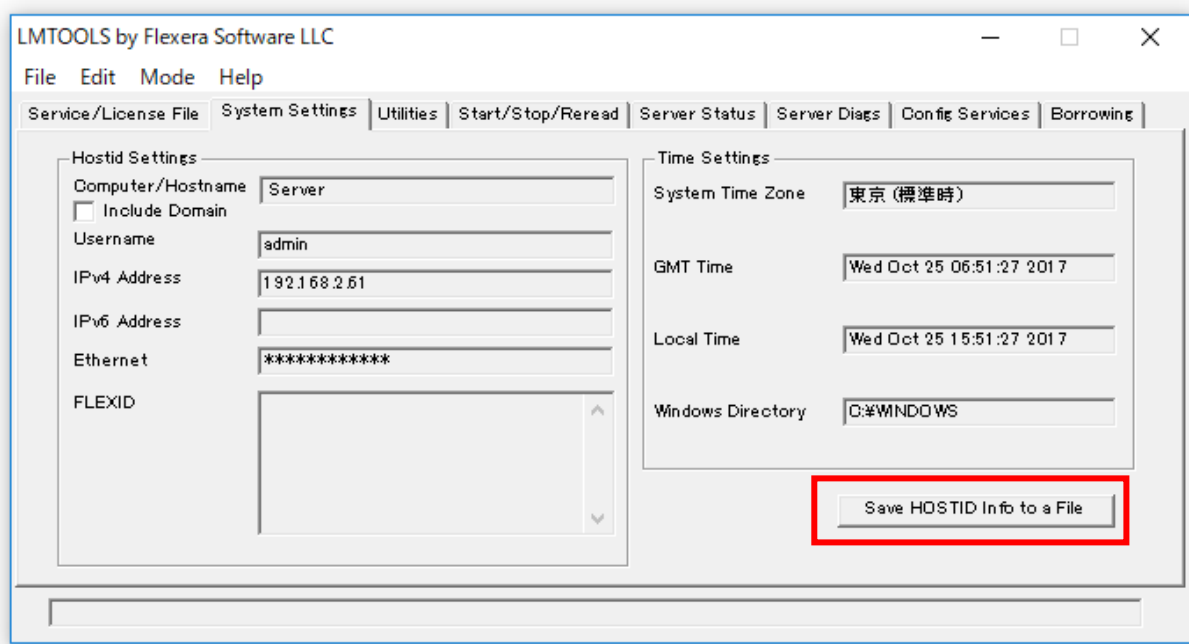 LMTOOLS by Flexera Software LLC
File Edit Mode Help
Service/License File System Settings Utilities Start/Stop/Reread Server Status Server Diags Config Services Borrowing
Hostid Settings
Computer/Hostname Server
Include Domain
Username admin
IPv4 Address 192.168.2.61
IPv6 Address
Ethernet ************
FLEXID
Time Settings
System Time Zone 東京 (標準時)
GMT Time Wed Oct 25 06:51:27 2017
Local Time Wed Oct 25 15:51:27 2017
Windows Directory C:¥WINDOWS
Save HOSTID Info to a File